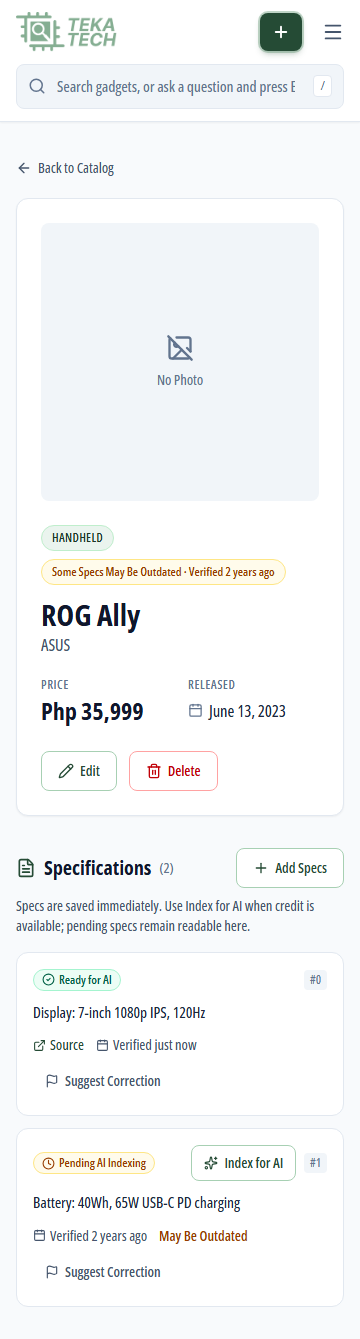 TEKA
TECH
Search gadgets, or ask a question and press E
/
Back to Catalog
No Photo
HANDHELD
Some Specs May Be Outdated · Verified 2 years ago
ROG Ally
ASUS
PRICE
RELEASED
Php 35,999
June 13, 2023
Edit
Delete
Specifications (2)
Add Specs
Specs are saved immediately. Use Index for AI when credit is
available; pending specs remain readable here.
Ready for AI
#0
Display: 7-inch 1080p IPS, 120Hz
Source
Verified just now
Suggest Correction
Pending AI Indexing
Index for AI
#1
Battery: 40Wh, 65W USB-C PD charging
Verified 2 years ago
May Be Outdated
Suggest Correction